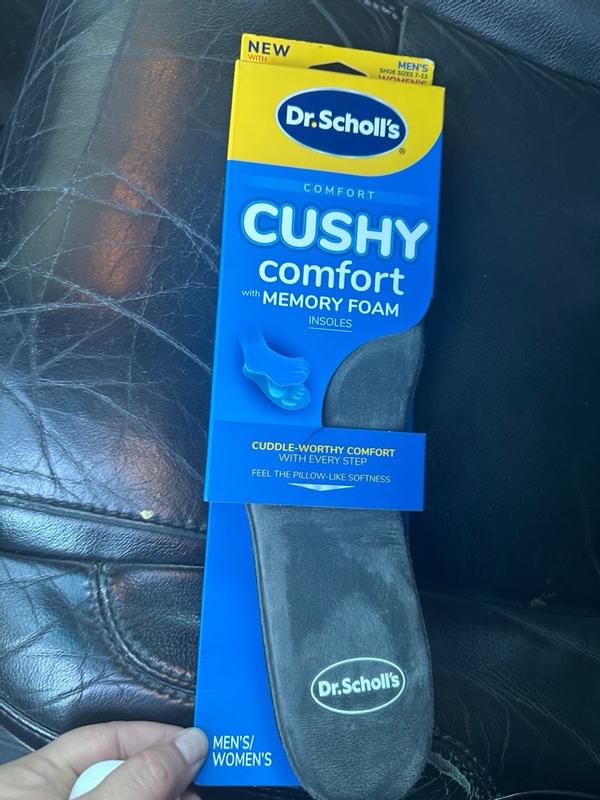 NEW
WITH
MEN'S
SHOE SIZES 7-13
WOMEN'S
Dr.Scholl's®
COMFORT
CUSHY
comfort
with MEMORY FOAM
INSOLES
CUDDLE-WORTHY COMFORT
WITH EVERY STEP
FEEL THE PILLOW-LIKE SOFTNESS
Dr.Scholl's
MEN'S/
WOMEN'S